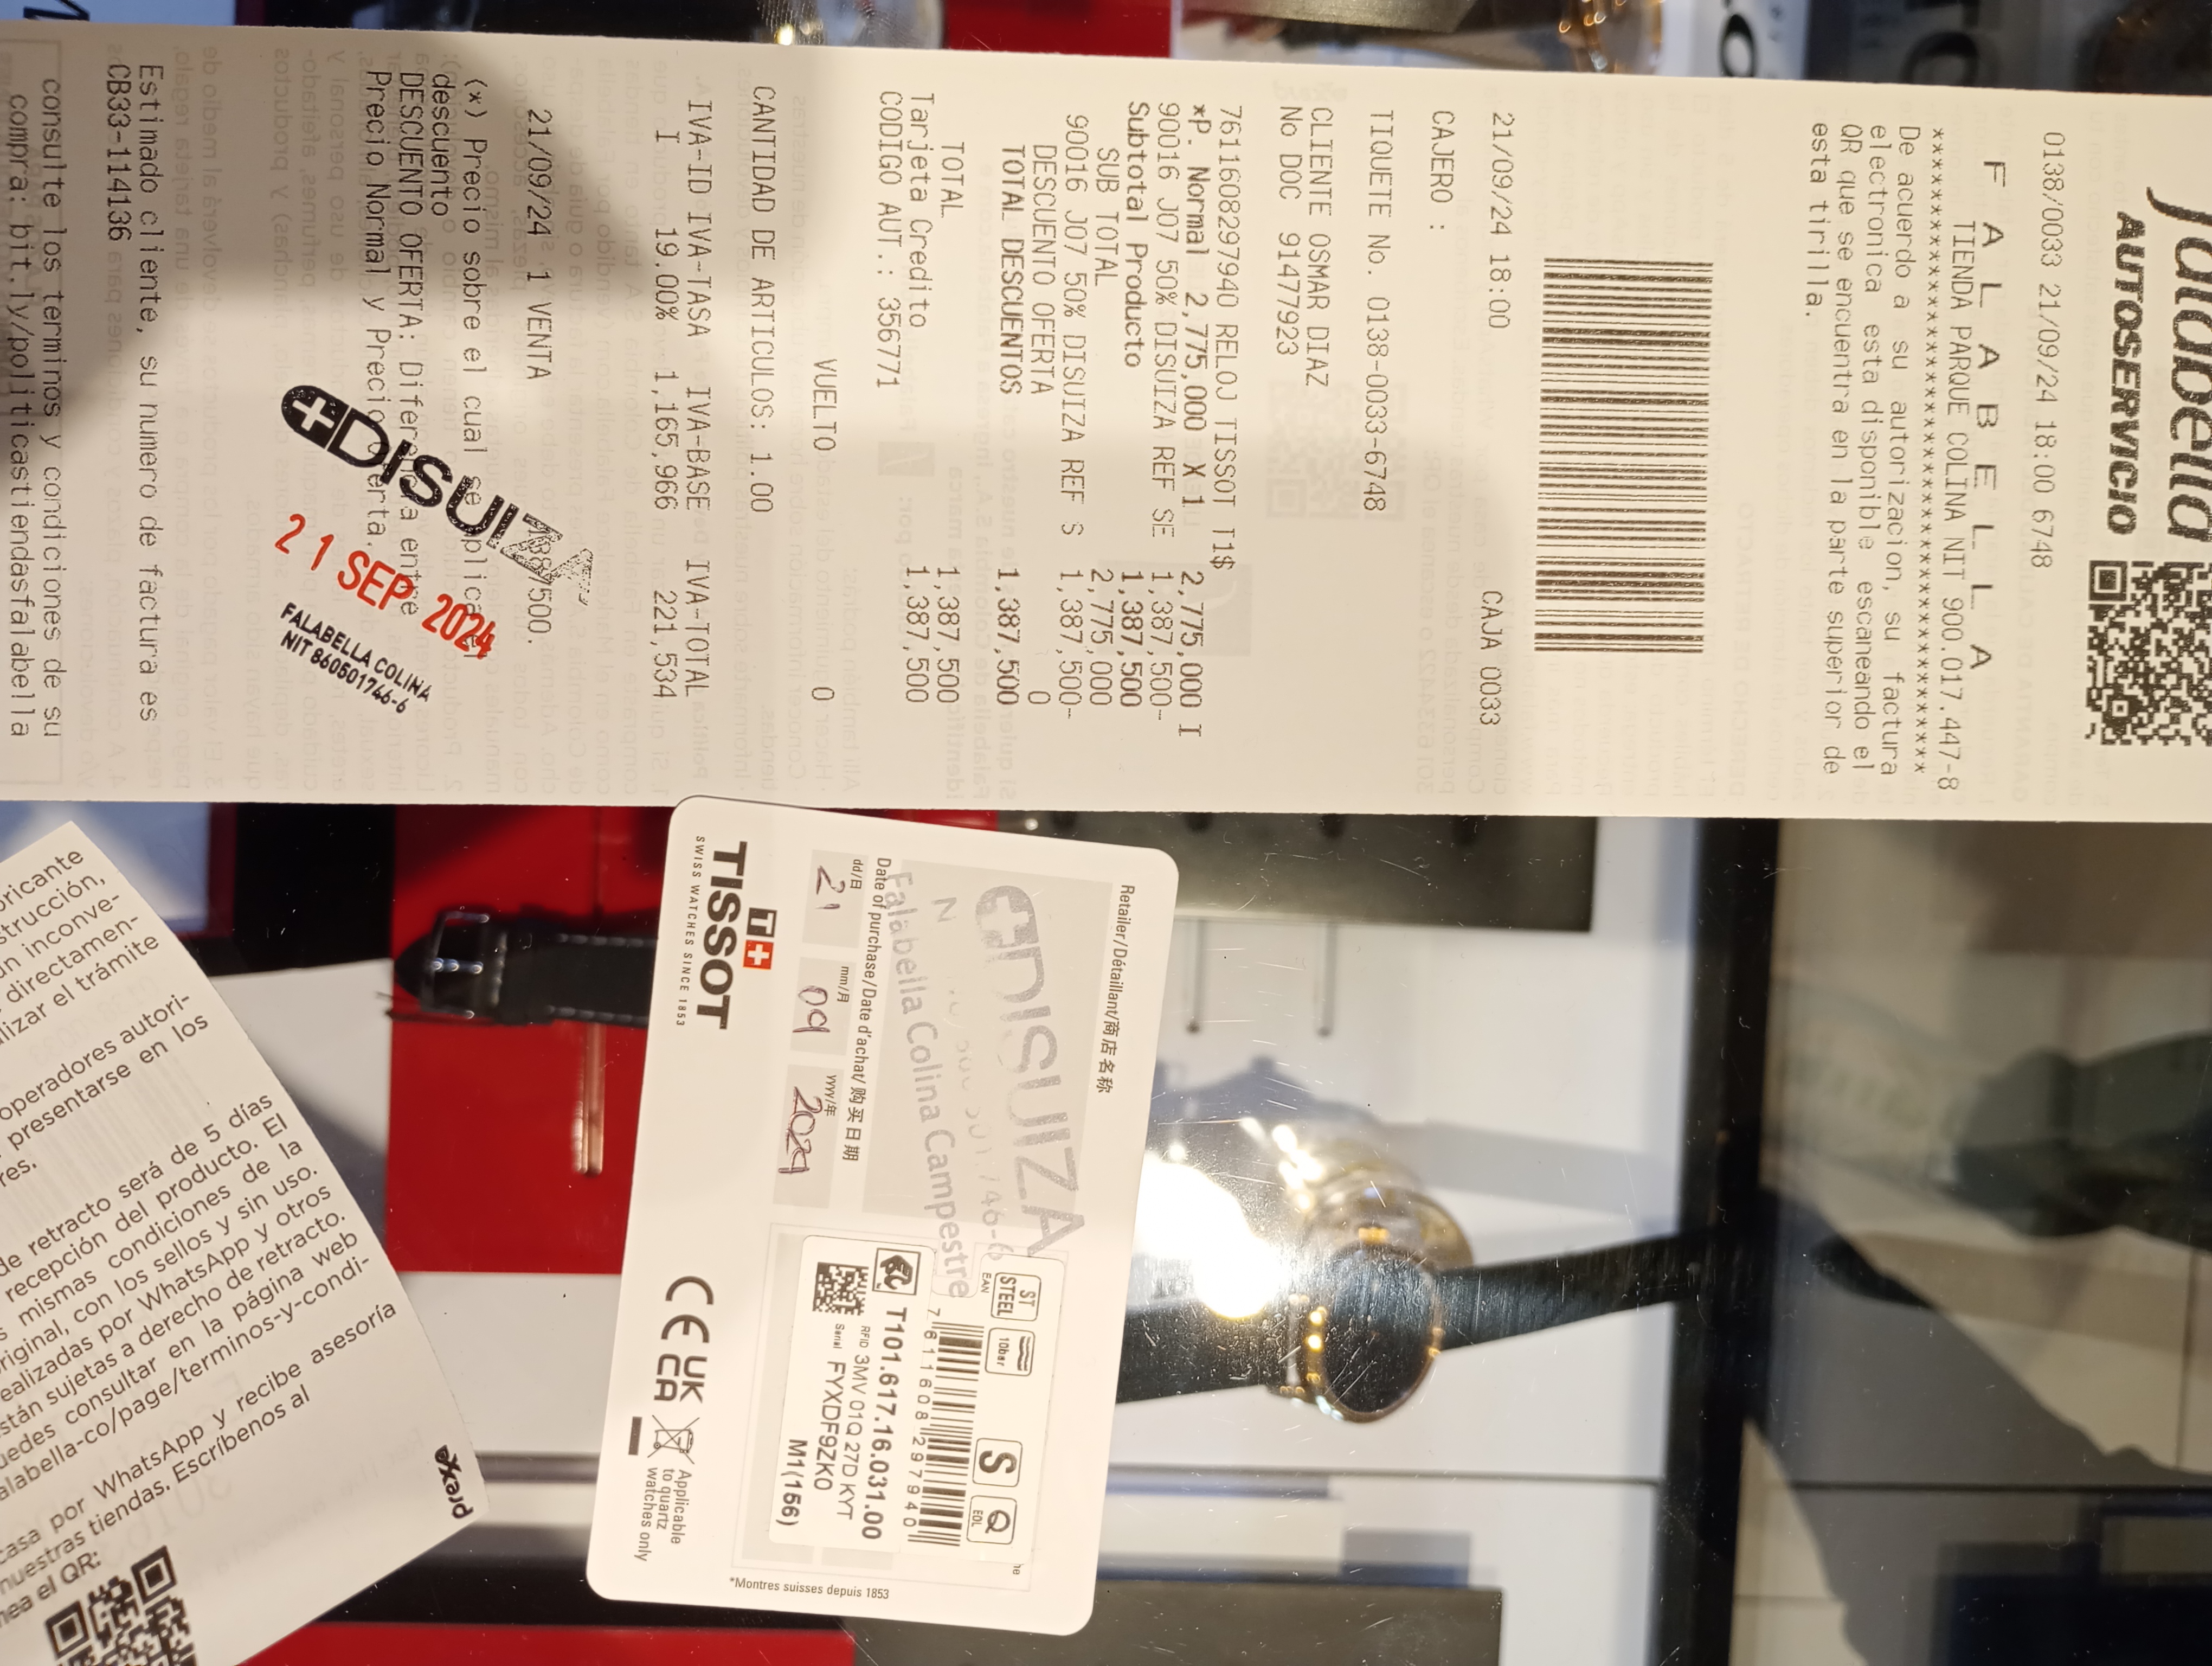 falabella
AUTOSERVICIO
0138/0033 21/09/24 18:00 6748
F A L A B E L L A
TIENDA PARQUE COLINA NIT 900.017.447-8
De acuerdo a su autorizacion, su factura
electronica esta disponible escaneando el
QR que se encuentra en la parte superior de
esta tirilla.
21/09/24 18:00 CAJA 0033
CAJERO :
TIQUETE No. 0138-0033-6748
CLIENTE OSMAR DIAZ
No DOC 91477923
7611608297940 RELOJ TISSOT T1$ 2,775,000 I
*P. Normal 2,775,000 X 1
90016 J07 50% DISUIZA REF SE 1,387,500-
Subtotal Producto 1,387,500
SUB TOTAL 2,775,000
90016 J07 50% DISUIZA REF S 1,387,500-
DESCUENTO OFERTA 0
TOTAL DESCUENTOS 1,387,500
TOTAL 1,387,500
Tarjeta Credito 1,387,500
CODIGO AUT.: 356771
VUELTO 0
CANTIDAD DE ARTICULOS: 1.00
IVA-ID IVA-TASA IVA-BASE IVA-TOTAL
I 19.00% 1,165,966 221,534
21/09/24 1 VENTA 1387500.
(*) Precio sobre el cual se aplica el
descuento
DESCUENTO OFERTA: Diferencia entre
Precio Normal y Precio Oferta.
DISUIZA
21 SEP 2024
FALABELLA COLINA
NIT 860501746-6
Estimado cliente, su numero de factura es
CB33-114136
consulte los terminos y condiciones de su
compra: bit.ly/politicastiendasfalabella
Retailer/Détaillant/商店名称
DISUIZA
Falabella Colina Campestre
Date of purchase/Date d'achat/购买日期
dd/日 mm/月 yyyy/年
21 09 2024
TISSOT
SWISS WATCHES SINCE 1853
ST
STEEL
10bar
S
Q
EOL
EAN
7611608297940
T101.617.16.031.00
RFID 3MV 01Q 27D KYT
Serial FYXDF9ZK0
M1(156)
CE UK CA
Applicable
to quartz
watches only
*Montres suisses depuis 1853
trucción,
un inconve-
directamen-
lizar el trámite
operadores autori-
presentarse en los
de retracto será de 5 días
recepción del producto. El
mismas condiciones de la
original, con los sellos y sin uso.
realizadas por WhatsApp y otros
están sujetas a derecho de retracto.
puedes consultar en la página web
falabella-co/page/terminos-y-condi-
casa por WhatsApp y recibe asesoría
nuestras tiendas. Escríbenos al
el QR: